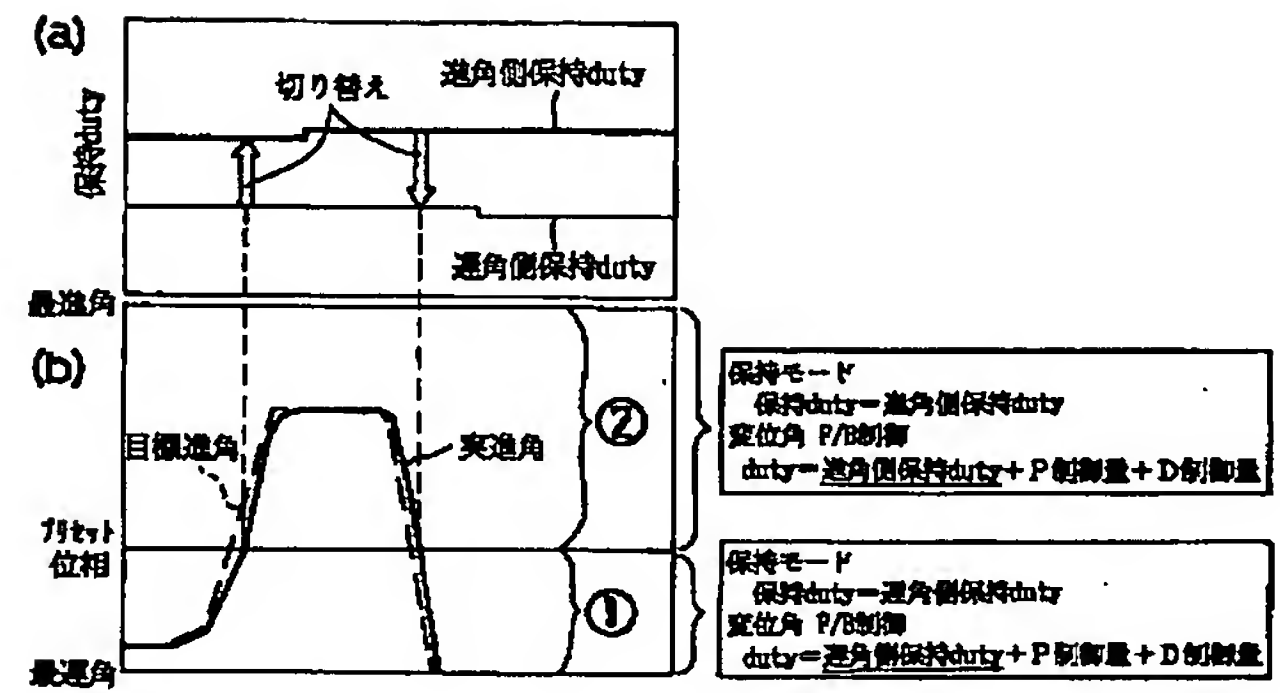 (a)
切り替え
進角側保持duty
保持duty
遅角側保持duty
最進角
(b)
目標進角
実進角
②
プリセット
位相
①
最遅角
保持モード
保持duty=進角側保持duty
変位角 F/B制御
duty=進角側保持duty+P制御量+D制御量
保持モード
保持duty=遅角側保持duty
変位角 F/B制御
duty=遅角側保持duty+P制御量+D制御量